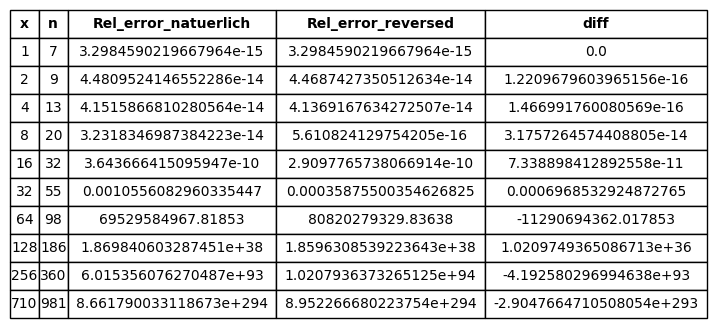 x n Rel_error_natuerlich Rel_error_reversed diff
1 7 3.2984590219667964e-15 3.2984590219667964e-15 0.0
2 9 4.4809524146552286e-14 4.4687427350512634e-14 1.2209679603965156e-16
4 13 4.1515866810280564e-14 4.1369167634272507e-14 1.466991760080569e-16
8 20 3.2318346987384223e-14 5.610824129754205e-16 3.1757264574408805e-14
16 32 3.643666415095947e-10 2.9097765738066914e-10 7.338898412892558e-11
32 55 0.0010556082960335447 0.00035875500354626825 0.0006968532924872765
64 98 69529584967.81853 80820279329.83638 -11290694362.017853
128 186 1.869840603287451e+38 1.8596308539223643e+38 1.0209749365086713e+36
256 360 6.015356076270487e+93 1.0207936373265125e+94 -4.192580296994638e+93
710 981 8.661790033118673e+294 8.952266680223754e+294 -2.9047664710508054e+293